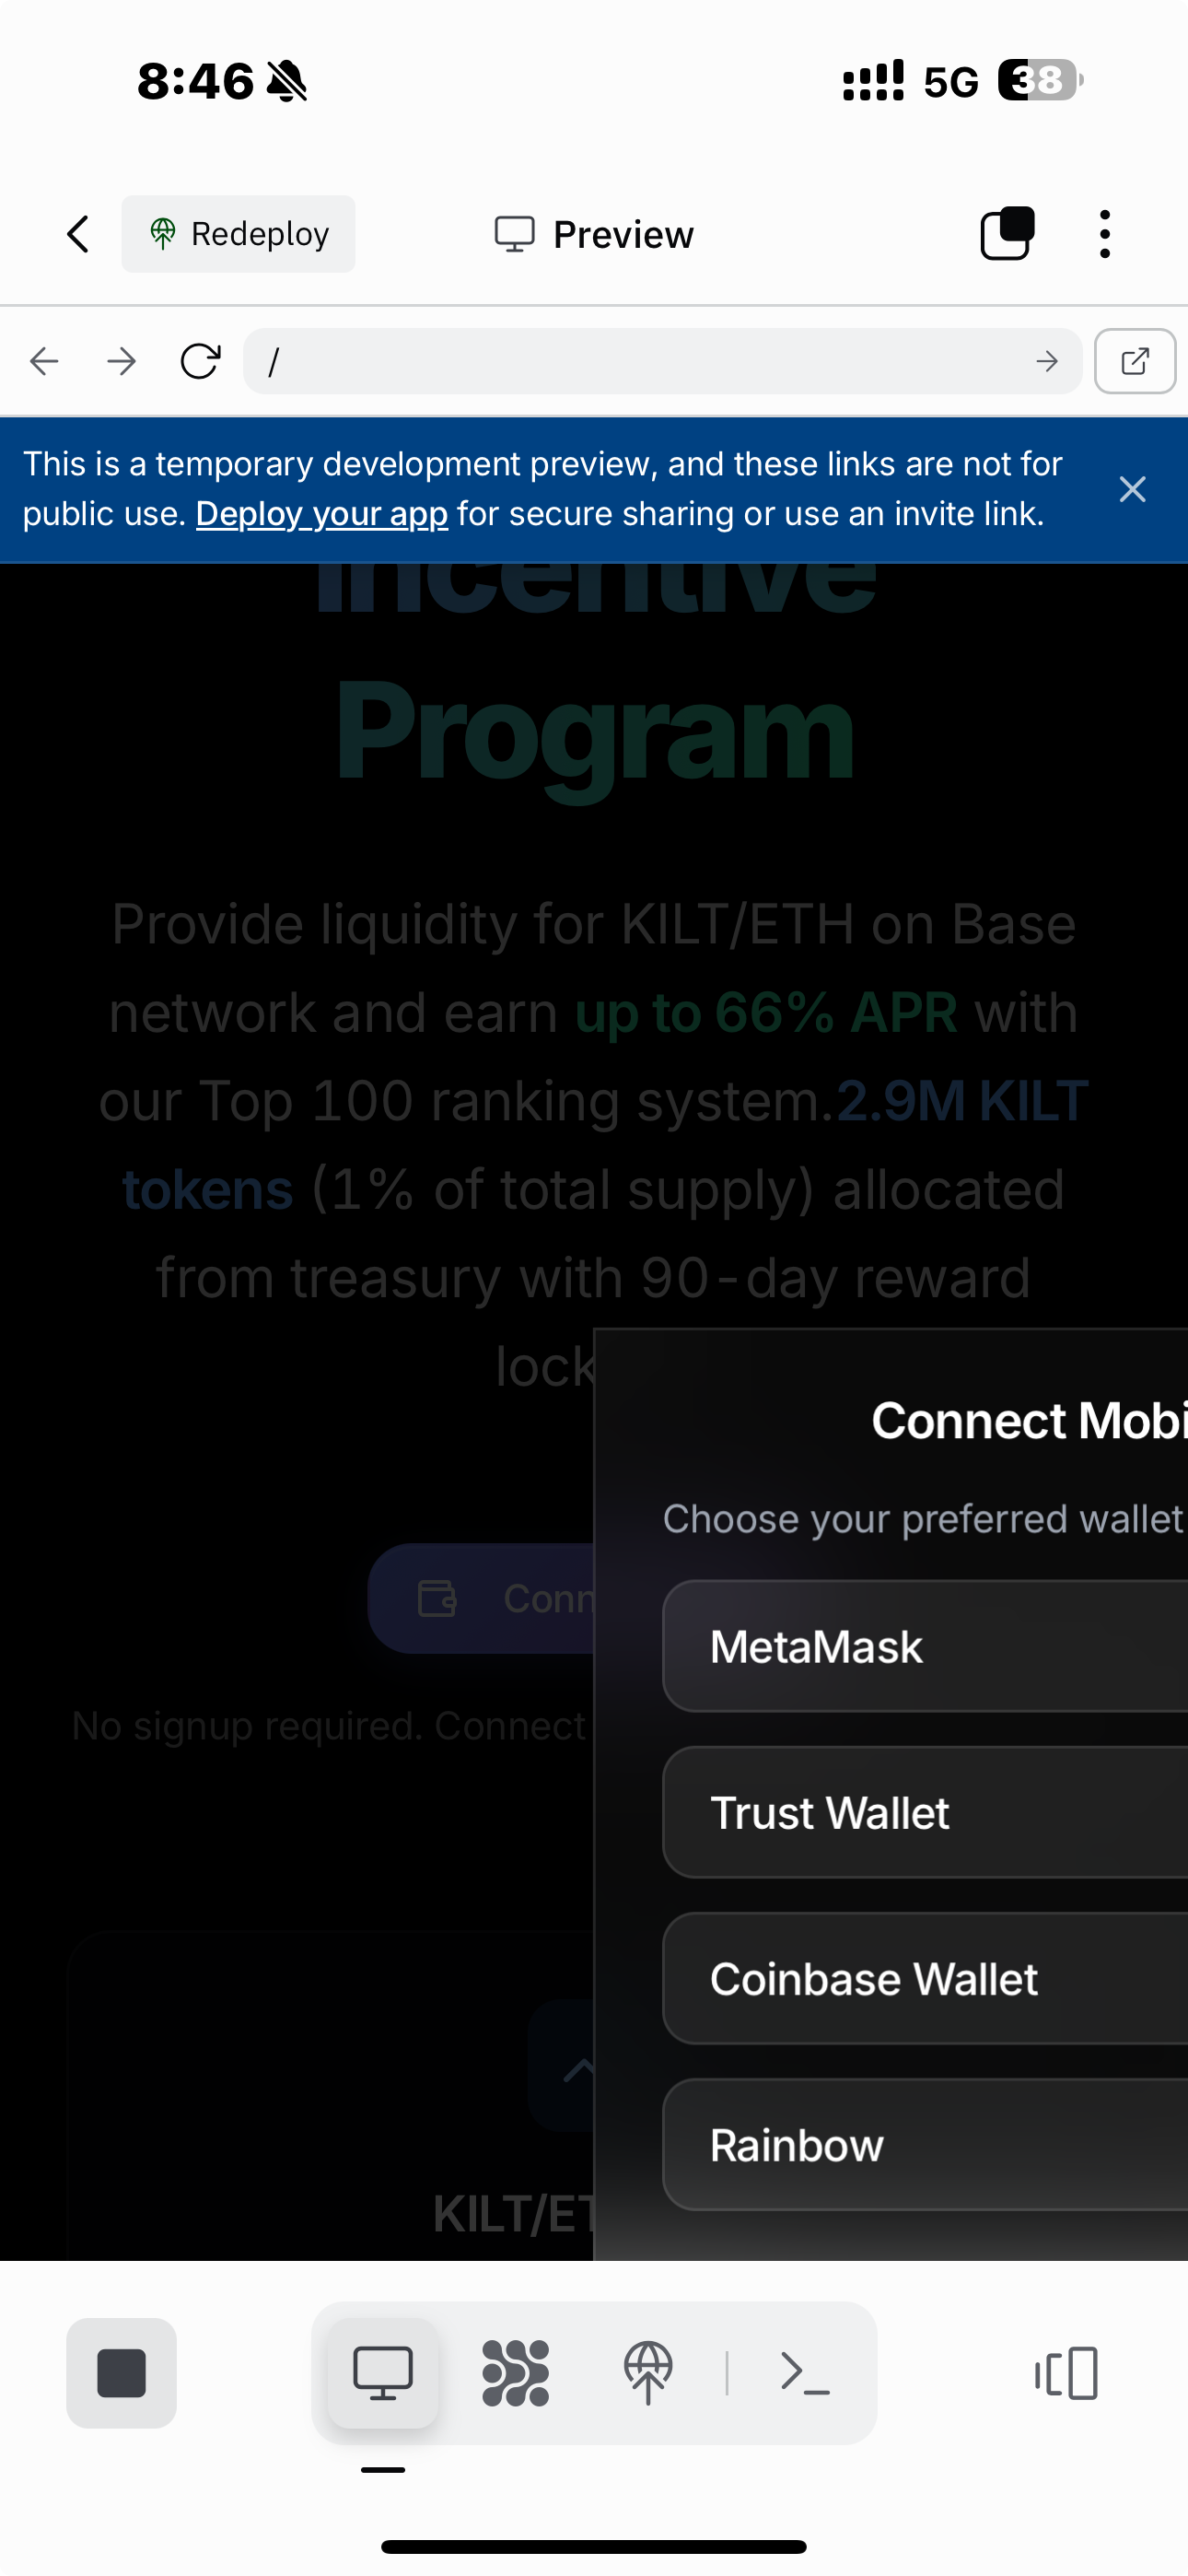 8:46
5G
38
Redeploy
Preview
/
This is a temporary development preview, and these links are not for
public use. Deploy your app for secure sharing or use an invite link.
Incentive
Program
Provide liquidity for KILT/ETH on Base
network and earn up to 66% APR with
our Top 100 ranking system.2.9M KILT
tokens (1% of total supply) allocated
from treasury with 90-day reward
lock
Connect Mobi
Choose your preferred wallet
Conn
MetaMask
No signup required. Connect
Trust Wallet
Coinbase Wallet
Rainbow
KILT/ET